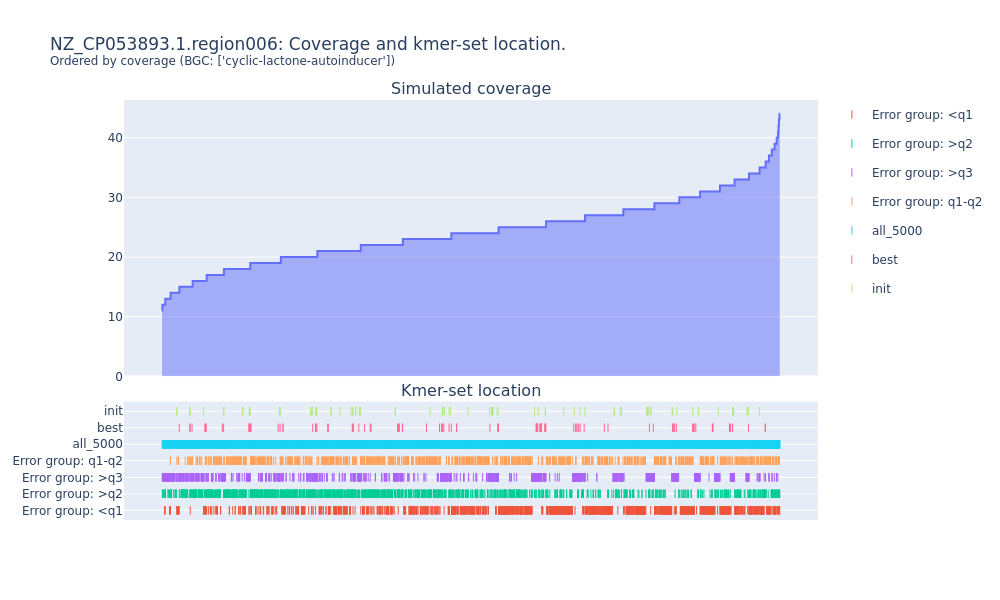 NZ_CP053893.1.region006: Coverage and kmer-set location.
Ordered by coverage (BGC: ['cyclic-lactone-autoinducer'])
Simulated coverage
40
30
20
10
0
Error group: <q1
Error group: >q2
Error group: >q3
Error group: q1-q2
all_5000
best
init
Kmer-set location
init
best
all_5000
Error group: q1-q2
Error group: >q3
Error group: >q2
Error group: <q1